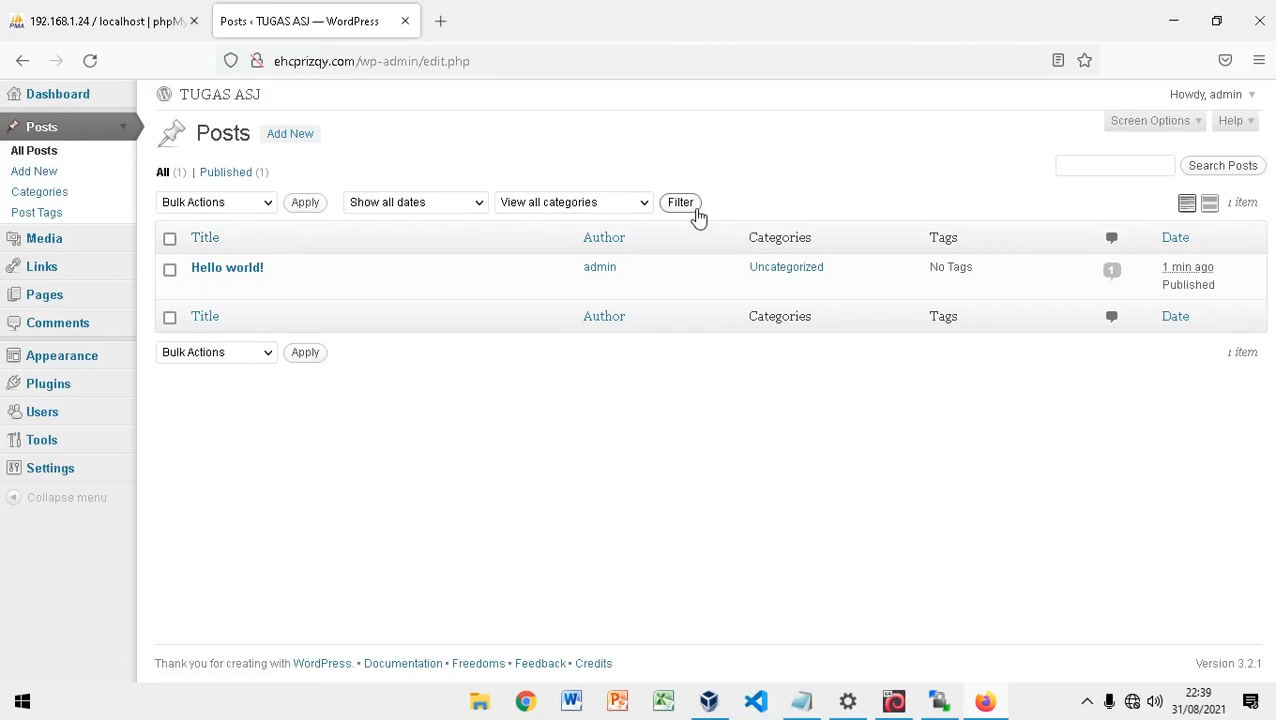 192.168.1.24 / localhost | phpMy
Posts ‹ TUGAS ASJ — WordPress
ehcprizqy.com/wp-admin/edit.php
Dashboard
TUGAS ASJ
Howdy, admin
Posts
Posts
Add New
Screen Options
Help
All Posts
Add New
Categories
Post Tags
All (1) | Published (1)
Search Posts
Bulk Actions
Apply
Show all dates
View all categories
Filter
1 item
Media
Links
Pages
Comments
Appearance
Plugins
Users
Tools
Settings
Collapse menu
Title Author Categories Tags Date
Hello world! admin Uncategorized No Tags 1 1 min ago
Published
Title Author Categories Tags Date
Bulk Actions
Apply
1 item
Thank you for creating with WordPress. • Documentation • Freedoms • Feedback • Credits
Version 3.2.1
22:39
31/08/2021